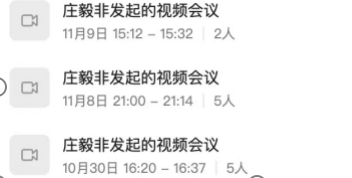 庄毅非发起的视频会议
11月9日 15:12 – 15:32 | 2人
庄毅非发起的视频会议
11月8日 21:00 – 21:14 | 5人
庄毅非发起的视频会议
10月30日 16:20 – 16:37 | 5人